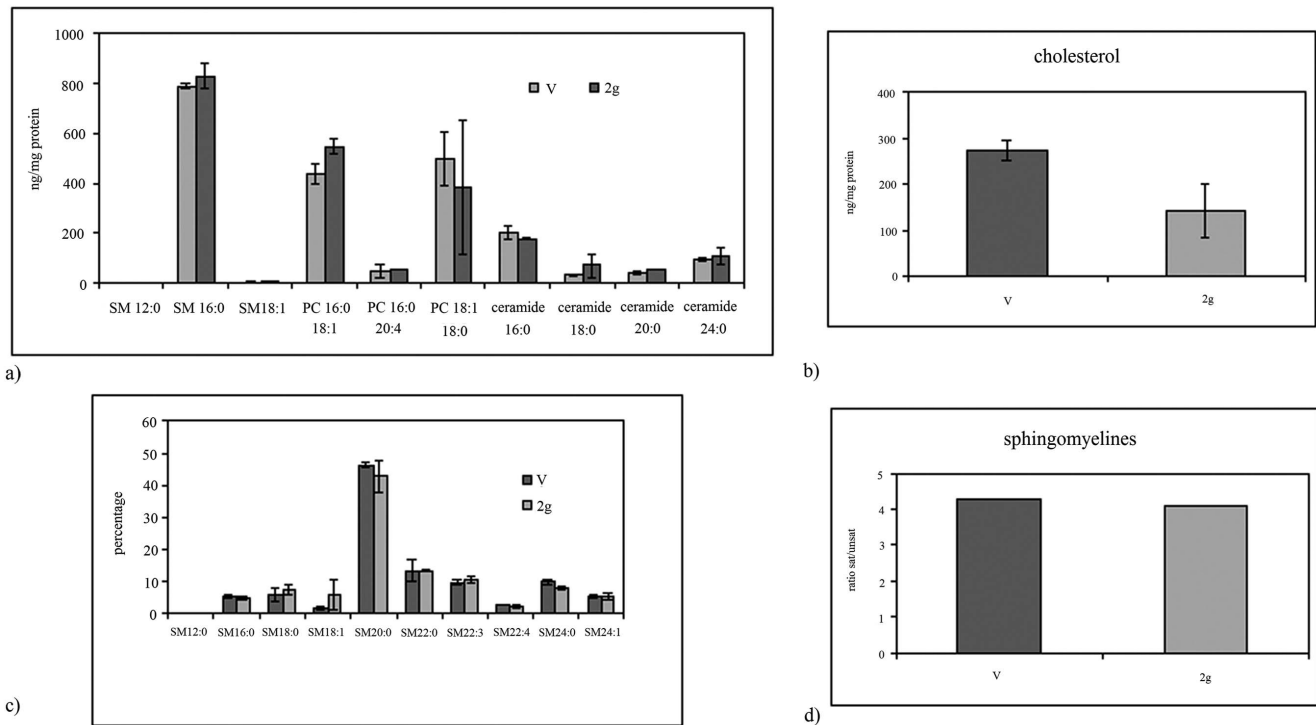 1000
800
600
400
200
0
ng/mg protein
V
2g
SM 12:0 SM 16:0 SM18:1 PC 16:0 PC 16:0 PC 18:1 ceramide ceramide ceramide ceramide
18:1 20:4 18:0 16:0 18:0 20:0 24:0
a)
cholesterol
400
300
200
100
0
ng/mg protein
V 2g
b)
60
50
40
30
20
10
0
percentage
V
2g
SM12:0 SM16:0 SM18:0 SM18:1 SM20:0 SM22:0 SM22:3 SM22:4 SM24:0 SM24:1
c)
sphingomyelines
5
4
3
2
1
0
ratio sat/unsat
V 2g
d)